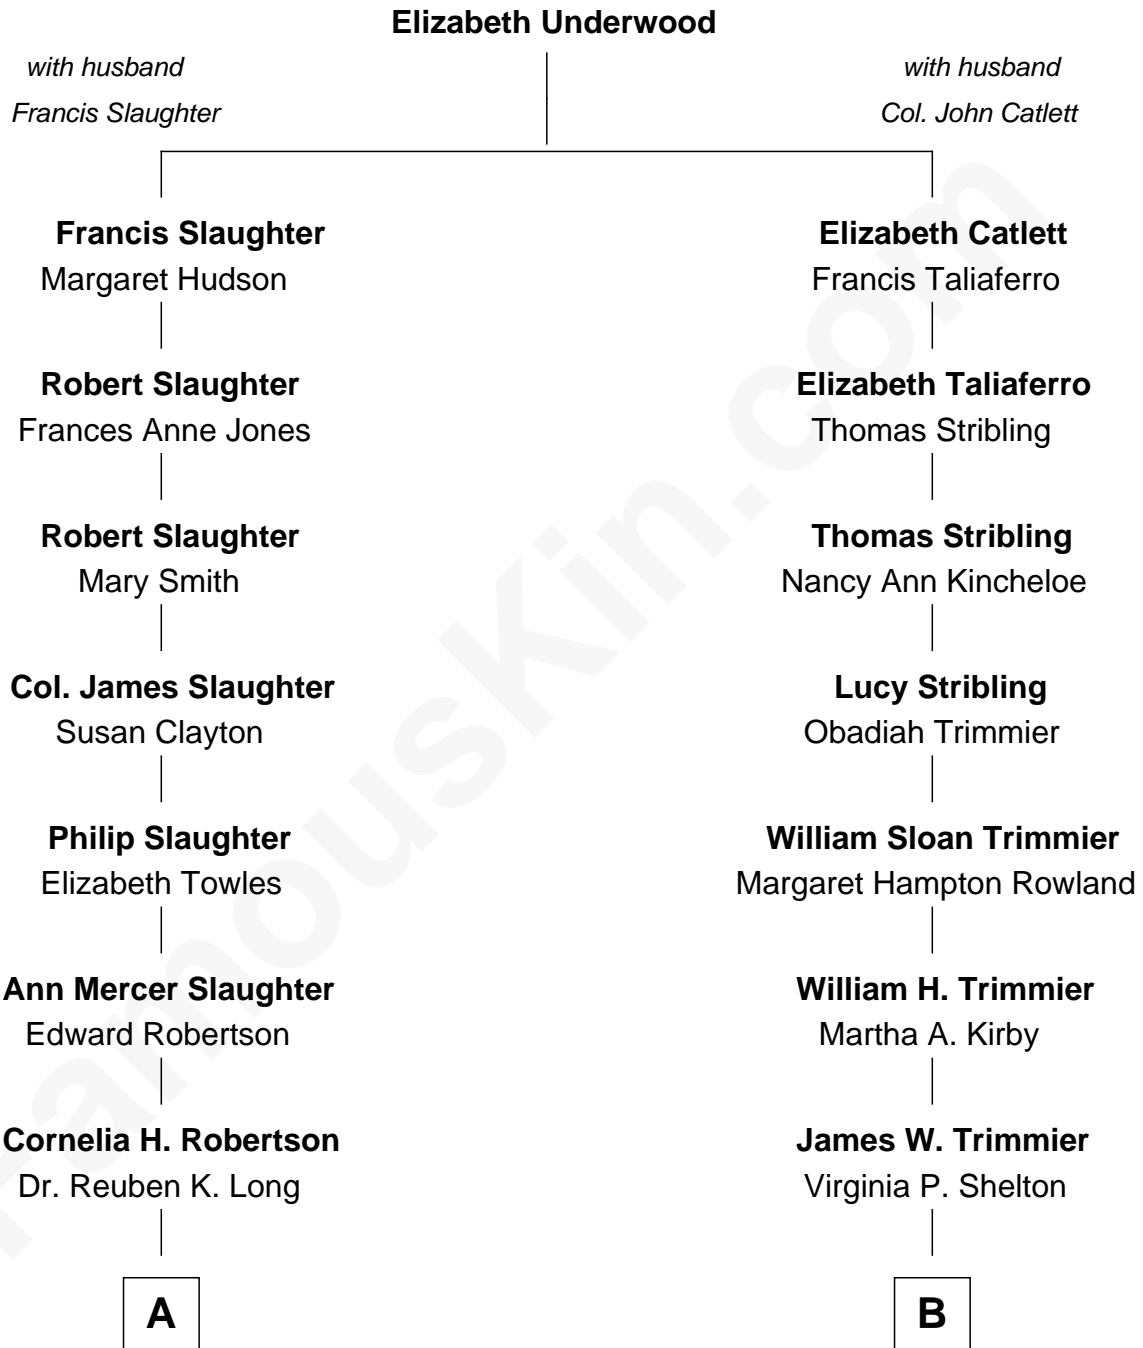 Elizabeth Underwood
with husband
Francis Slaughter
with husband
Col. John Catlett
Francis Slaughter
Margaret Hudson
Elizabeth Catlett
Francis Taliaferro
Robert Slaughter
Frances Anne Jones
Elizabeth Taliaferro
Thomas Stribling
Robert Slaughter
Mary Smith
Thomas Stribling
Nancy Ann Kincheloe
Col. James Slaughter
Susan Clayton
Lucy Stribling
Obadiah Trimmier
Philip Slaughter
Elizabeth Towles
William Sloan Trimmier
Margaret Hampton Rowland
Ann Mercer Slaughter
Edward Robertson
William H. Trimmier
Martha A. Kirby
Cornelia H. Robertson
Dr. Reuben K. Long
James W. Trimmier
Virginia P. Shelton
A
B
FamousKin.com